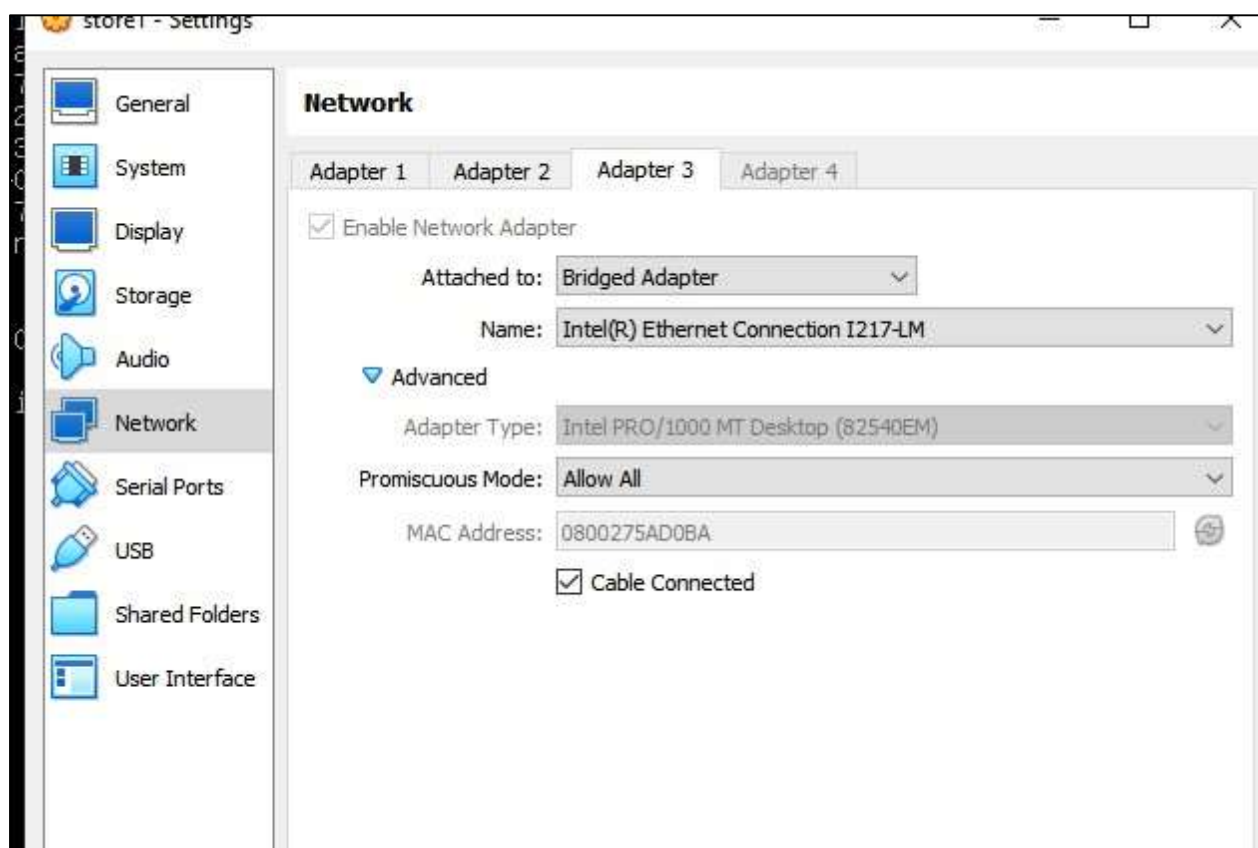 store1 - Settings
General
System
Display
Storage
Audio
Network
Serial Ports
USB
Shared Folders
User Interface
Network
Adapter 1 Adapter 2 Adapter 3 Adapter 4
Enable Network Adapter
Attached to: Bridged Adapter
Name: Intel(R) Ethernet Connection I217-LM
Advanced
Adapter Type: Intel PRO/1000 MT Desktop (82540EM)
Promiscuous Mode: Allow All
MAC Address: 0800275AD0BA
Cable Connected